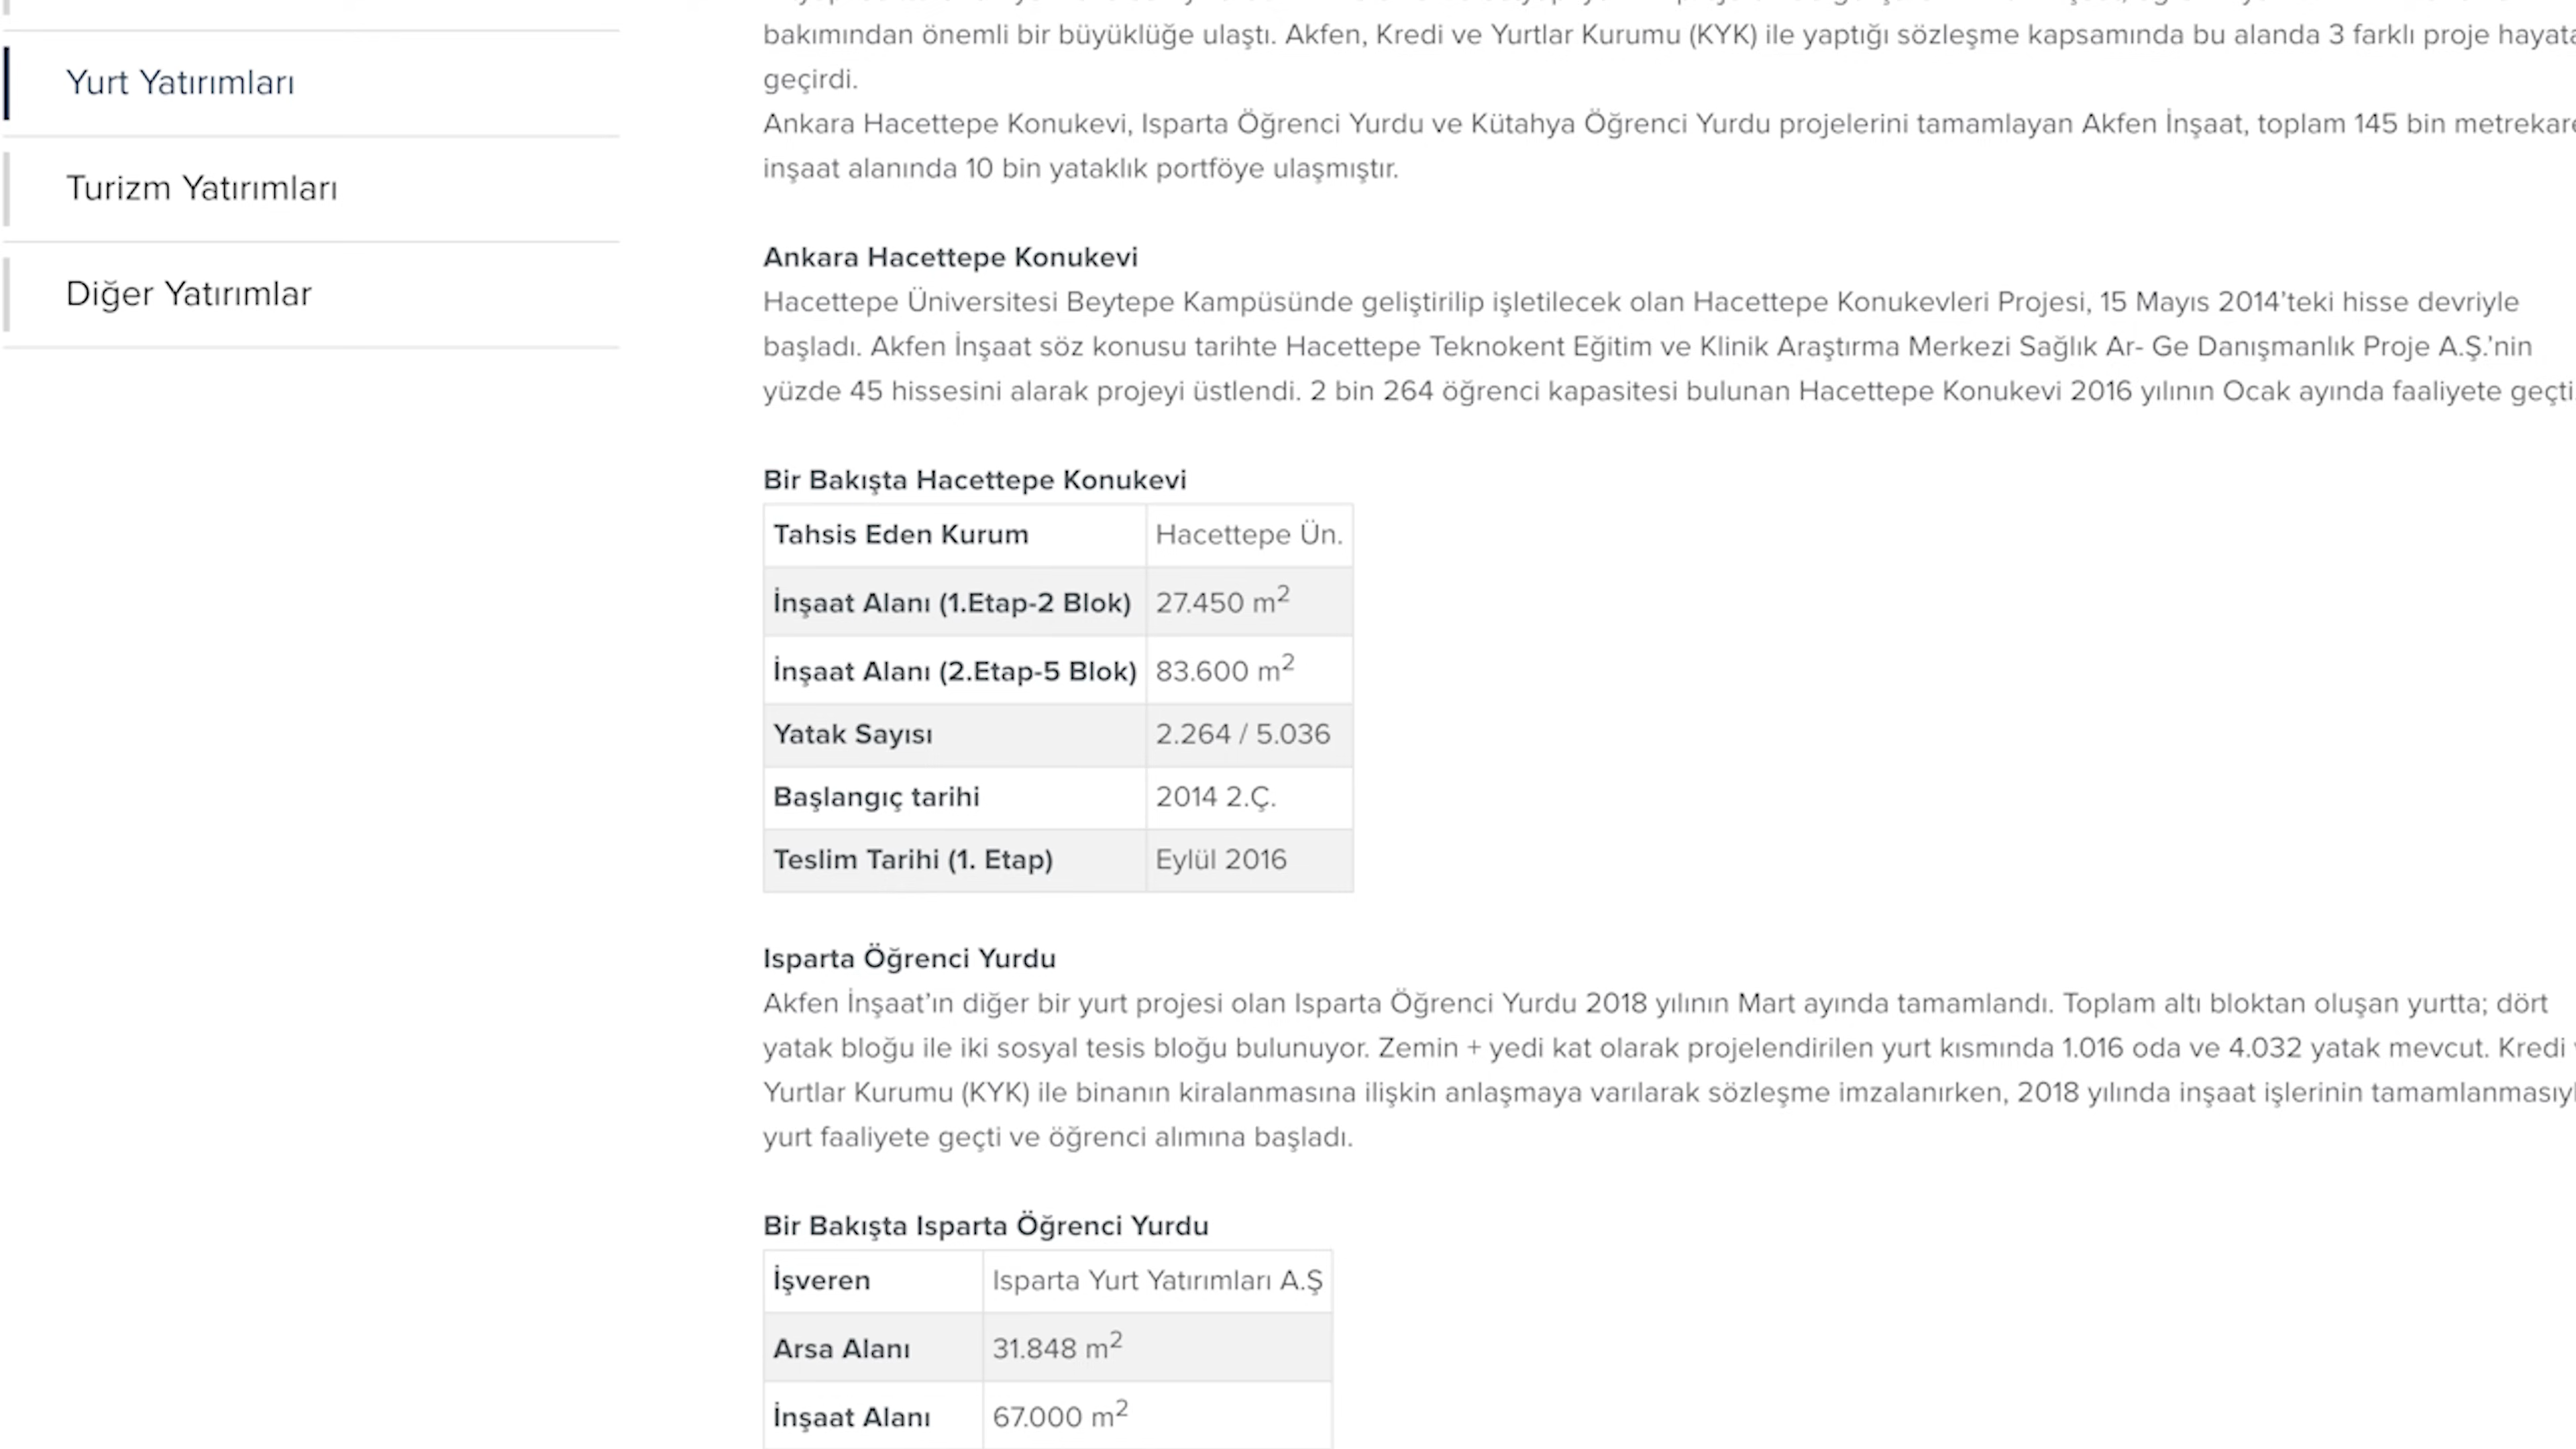 Yurt Yatırımları
Turizm Yatırımları
Diğer Yatırımlar
bakımından önemli bir büyüklüğe ulaştı. Akfen, Kredi ve Yurtlar Kurumu (KYK) ile yaptığı sözleşme kapsamında bu alanda 3 farklı proje hayata
geçirdi.
Ankara Hacettepe Konukevi, Isparta Öğrenci Yurdu ve Kütahya Öğrenci Yurdu projelerini tamamlayan Akfen İnşaat, toplam 145 bin metrekare
inşaat alanında 10 bin yataklık portföye ulaşmıştır.
Ankara Hacettepe Konukevi
Hacettepe Üniversitesi Beytepe Kampüsünde geliştirilip işletilecek olan Hacettepe Konukevleri Projesi, 15 Mayıs 2014'teki hisse devriyle
başladı. Akfen İnşaat söz konusu tarihte Hacettepe Teknokent Eğitim ve Klinik Araştırma Merkezi Sağlık Ar- Ge Danışmanlık Proje A.Ş.'nin
yüzde 45 hissesini alarak projeyi üstlendi. 2 bin 264 öğrenci kapasitesi bulunan Hacettepe Konukevi 2016 yılının Ocak ayında faaliyete geçti
Bir Bakışta Hacettepe Konukevi
Tahsis Eden Kurum Hacettepe Ün.
İnşaat Alanı (1.Etap-2 Blok) 27.450 m²
İnşaat Alanı (2.Etap-5 Blok) 83.600 m²
Yatak Sayısı 2.264 / 5.036
Başlangıç tarihi 2014 2.Ç.
Teslim Tarihi (1. Etap) Eylül 2016
Isparta Öğrenci Yurdu
Akfen İnşaat'ın diğer bir yurt projesi olan Isparta Öğrenci Yurdu 2018 yılının Mart ayında tamamlandı. Toplam altı bloktan oluşan yurtta; dört
yatak bloğu ile iki sosyal tesis bloğu bulunuyor. Zemin + yedi kat olarak projelendirilen yurt kısmında 1.016 oda ve 4.032 yatak mevcut. Kredi
Yurtlar Kurumu (KYK) ile binanın kiralanmasına ilişkin anlaşmaya varılarak sözleşme imzalanırken, 2018 yılında inşaat işlerinin tamamlanmasıyl
yurt faaliyete geçti ve öğrenci alımına başladı.
Bir Bakışta Isparta Öğrenci Yurdu
İşveren Isparta Yurt Yatırımları A.Ş
Arsa Alanı 31.848 m²
İnşaat Alanı 67.000 m²